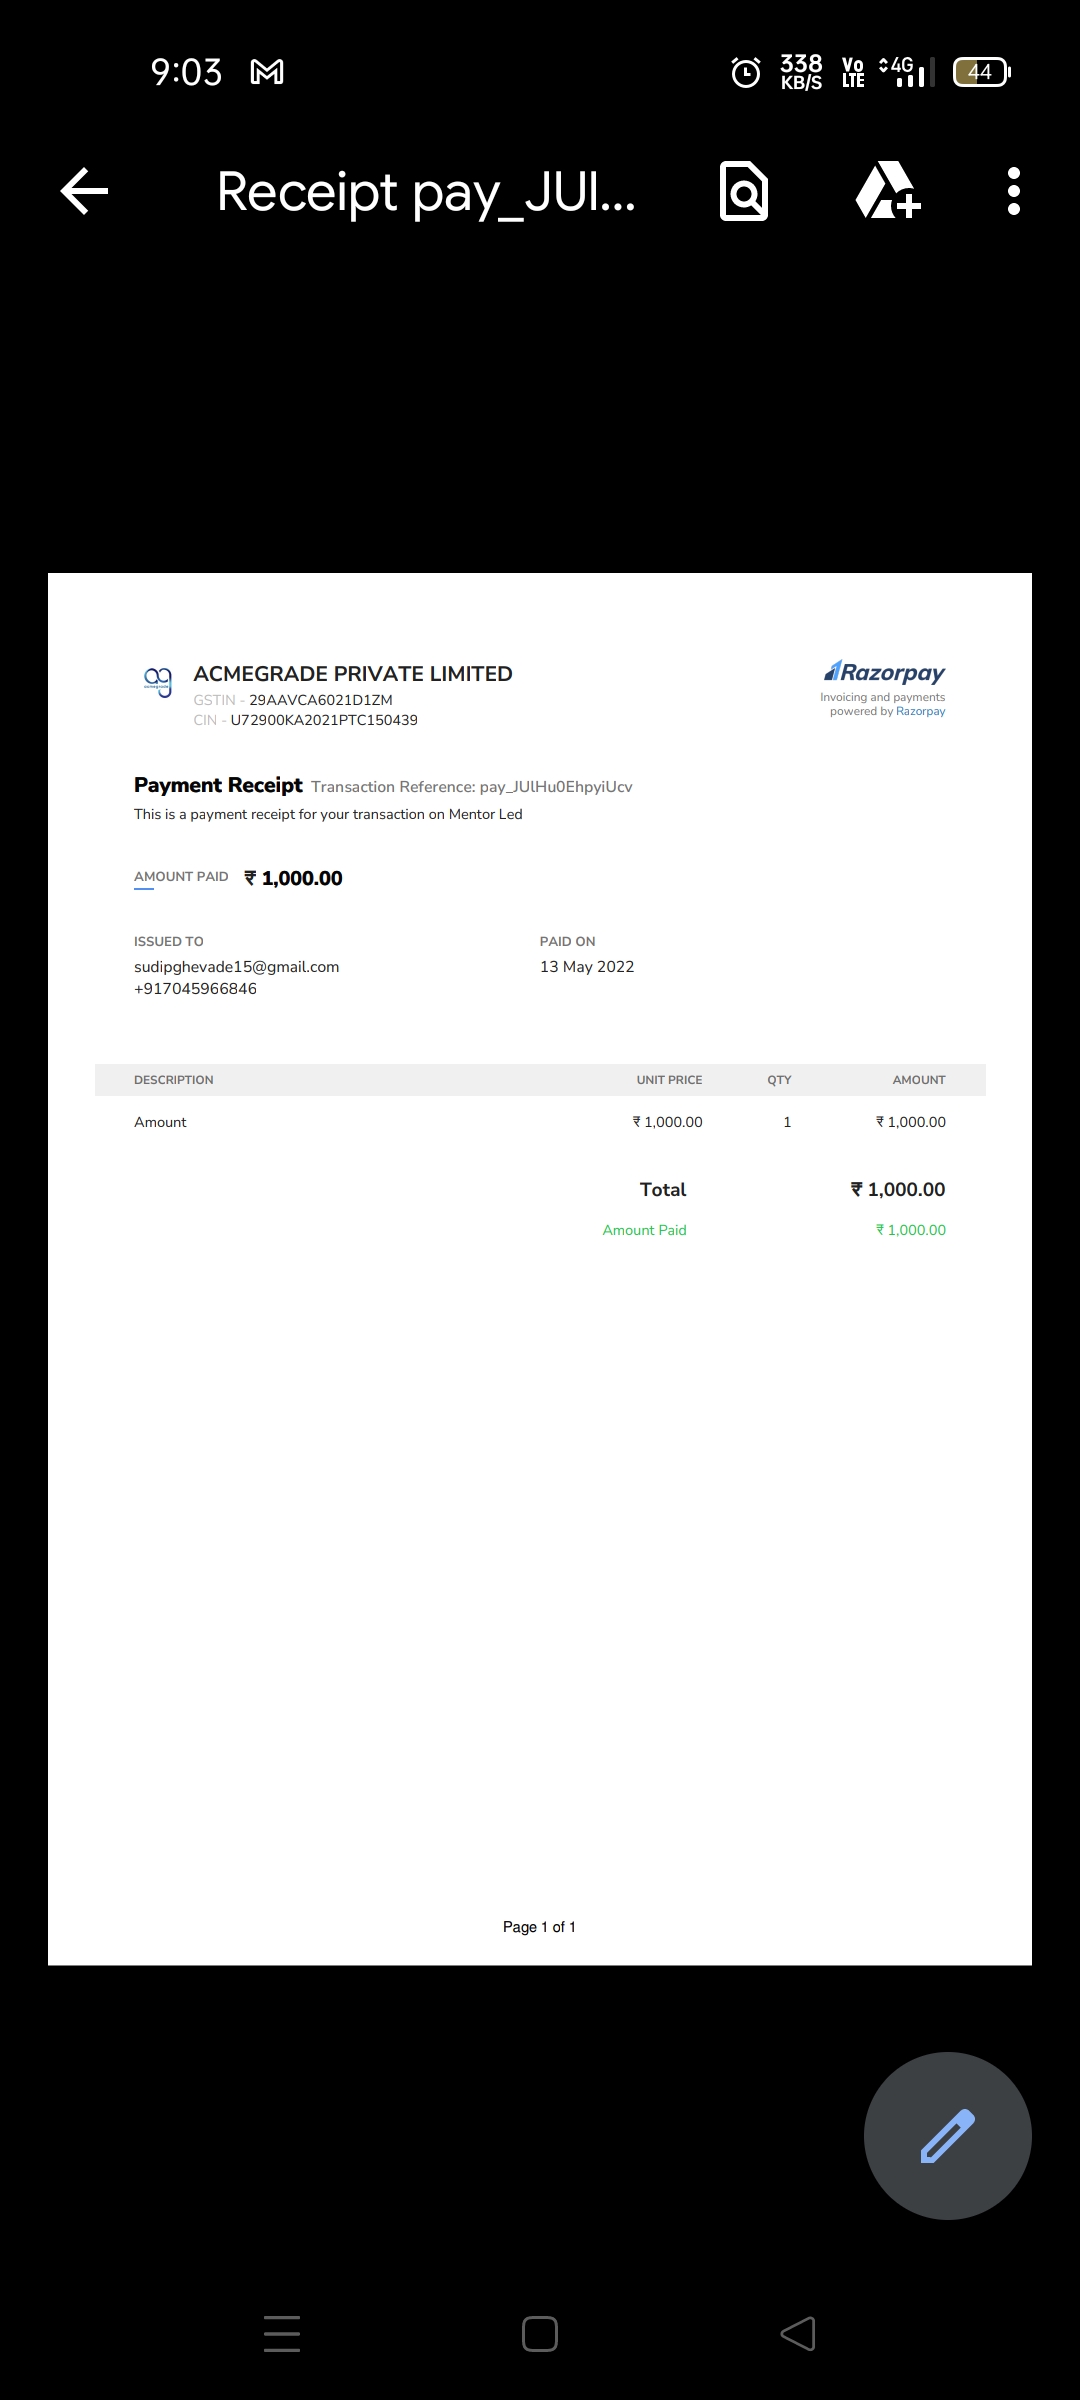 9:03
338
KB/S
Vo
LTE
4G
44
Receipt pay_JUl...
ACMEGRADE PRIVATE LIMITED
GSTIN - 29AAVCA6021D1ZM
CIN - U72900KA2021PTC150439
Razorpay
Invoicing and payments
powered by Razorpay
Payment Receipt Transaction Reference: pay_JUlHu0EhpyiUcv
This is a payment receipt for your transaction on Mentor Led
AMOUNT PAID ₹ 1,000.00
ISSUED TO
sudipghevade15@gmail.com
+917045966846
PAID ON
13 May 2022
DESCRIPTION UNIT PRICE QTY AMOUNT
Amount ₹ 1,000.00 1 ₹ 1,000.00
Total ₹ 1,000.00
Amount Paid ₹ 1,000.00
Page 1 of 1